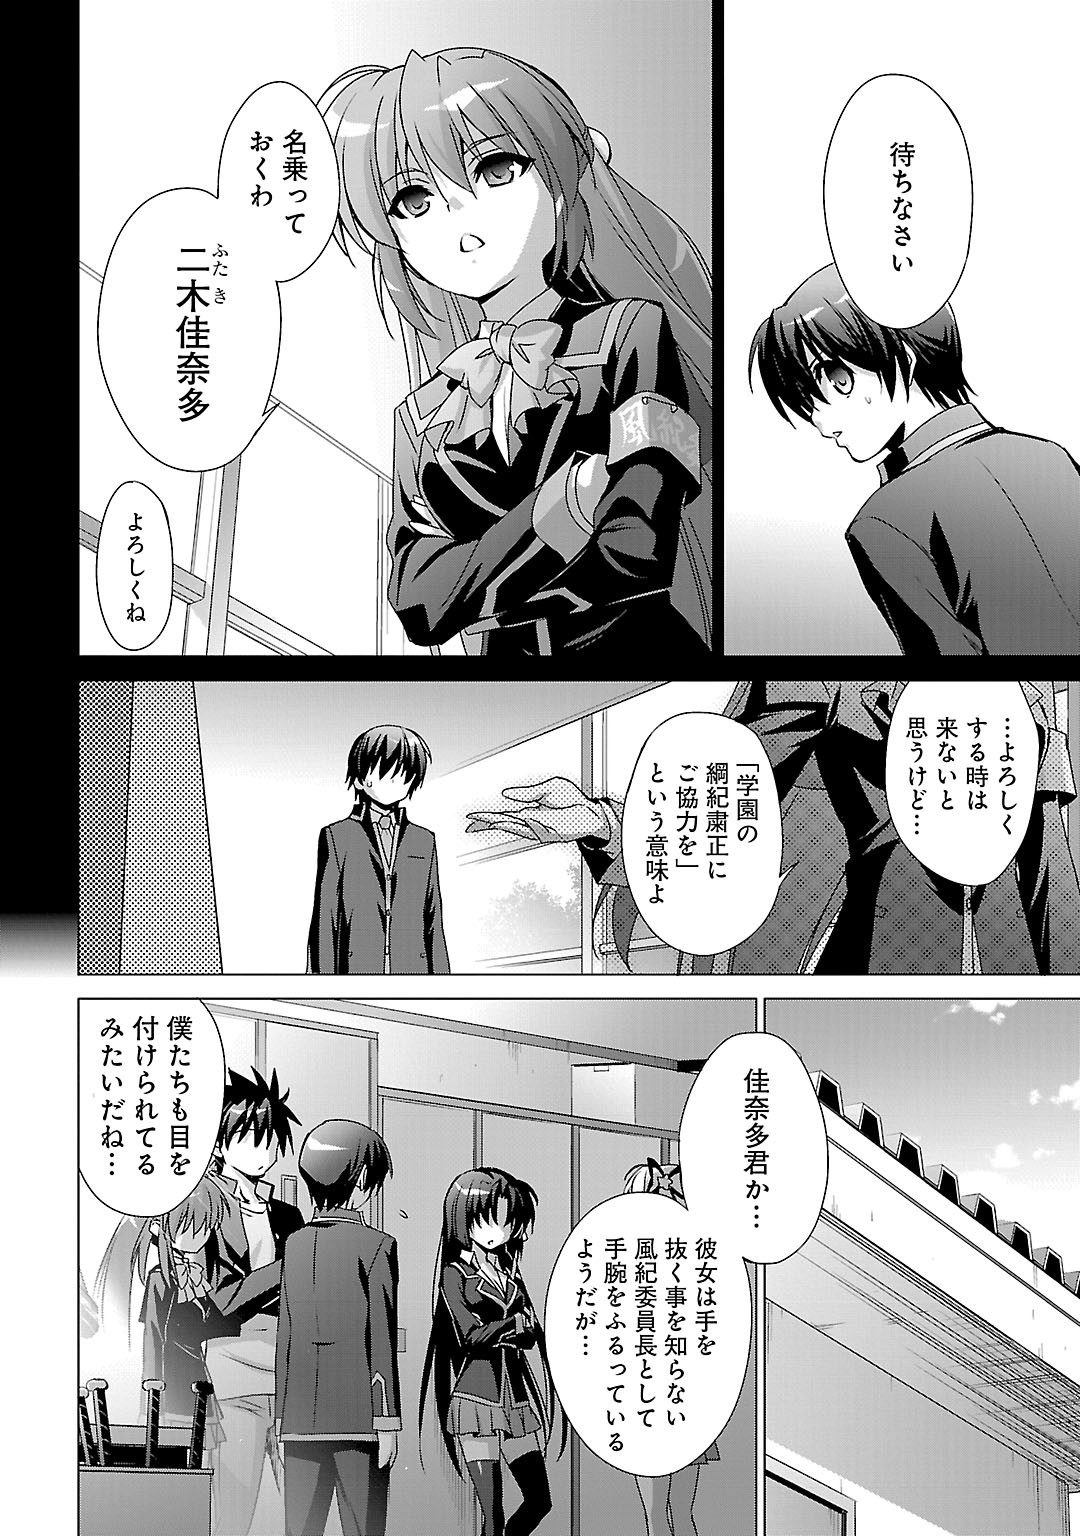 待ちなさい
名乗って
おくわ
二木佳奈多
ふたき
よろしくね
風紀
…よろしく
する時は
来ないと
思うけど…
「学園の
綱紀粛正に
ご協力を」
という意味よ
佳奈多君か…
彼女は手を
抜く事を知らない
風紀委員長として
手腕をふるっている
ようだが…
僕たちも目を
付けられてる
みたいだね…